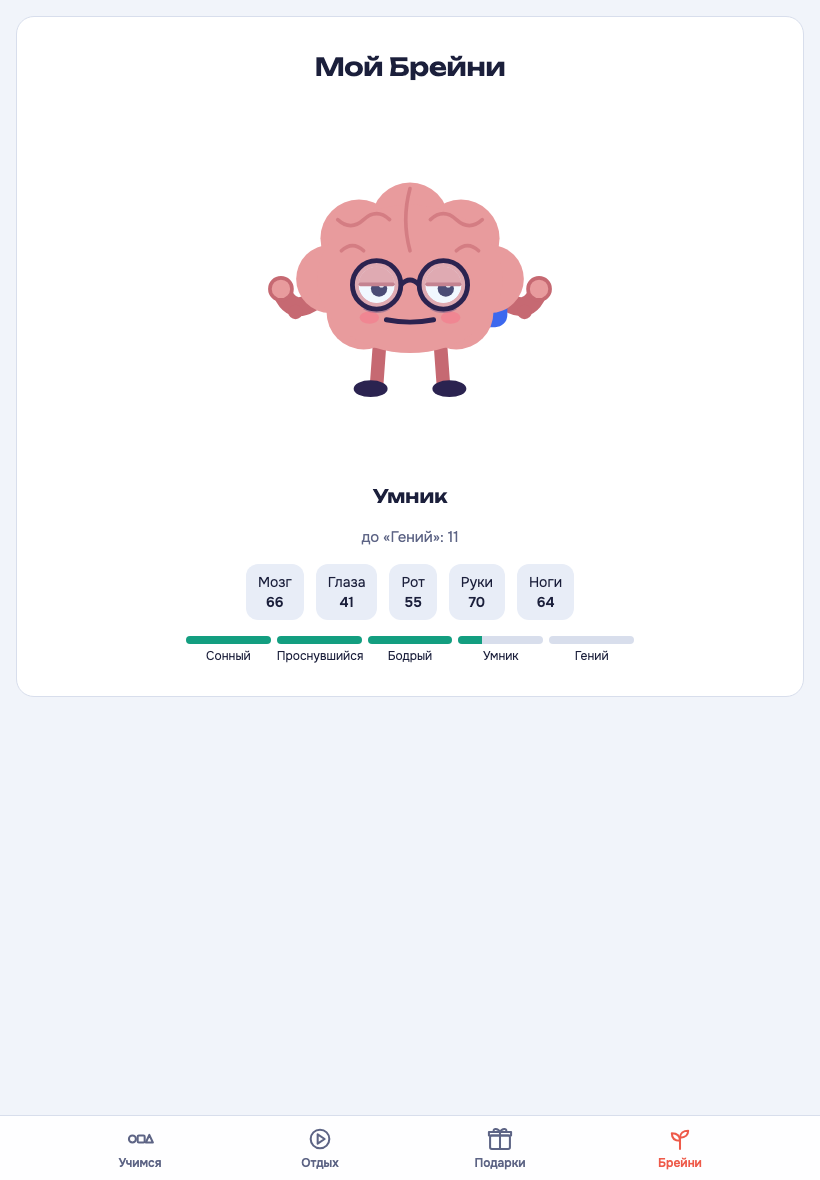 Мой Брейни
Умник
до «Гений»: 11
Мозг Глаза Рот Руки Ноги
66 41 55 70 64
Сонный Проснувшийся Бодрый Умник Гений
Учимся Отдых Подарки Брейни